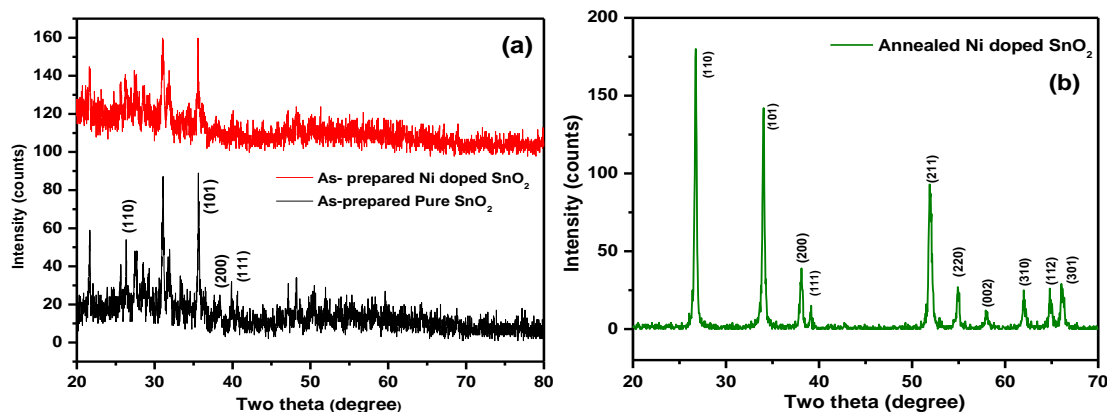 (a)
160
140
120
100
80
60
40
20
0
Intensity (counts)
As- prepared Ni doped SnO₂
As-prepared Pure SnO₂
(110)
(101)
(200)
(111)
20 30 40 50 60 70 80
Two theta (degree)
200
150
100
50
0
Intensity (counts)
Annealed Ni doped SnO₂
(b)
(110)
(101)
(200)
(111)
(211)
(220)
(002)
(310)
(112)
(301)
20 30 40 50 60 70
Two theta (degree)